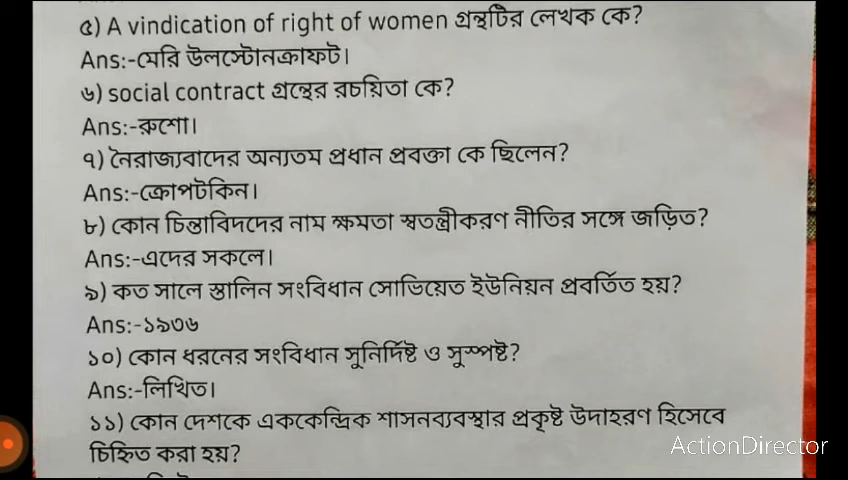 ৫) A vindication of right of women গ্রন্থটির লেখক কে?
Ans:-মেরি উলস্টোনক্রাফট।
৬) social contract গ্রন্থের রচয়িতা কে?
Ans:-রুশো।
৭) নৈরাজ্যবাদের অন্যতম প্রধান প্রবক্তা কে ছিলেন?
Ans:-ক্রোপটকিন।
৮) কোন চিন্তাবিদদের নাম ক্ষমতা স্বতন্ত্রীকরণ নীতির সঙ্গে জড়িত?
Ans:-এদের সকলে।
৯) কত সালে স্তালিন সংবিধান সোভিয়েত ইউনিয়ন প্রবর্তিত হয়?
Ans:-১৯৩৬
১০) কোন ধরনের সংবিধান সুনির্দিষ্ট ও সুস্পষ্ট?
Ans:-লিখিত।
১১) কোন দেশকে এককেন্দ্রিক শাসনব্যবস্থার প্রকৃষ্ট উদাহরণ হিসেবে
চিহ্নিত করা হয়?
ActionDirector